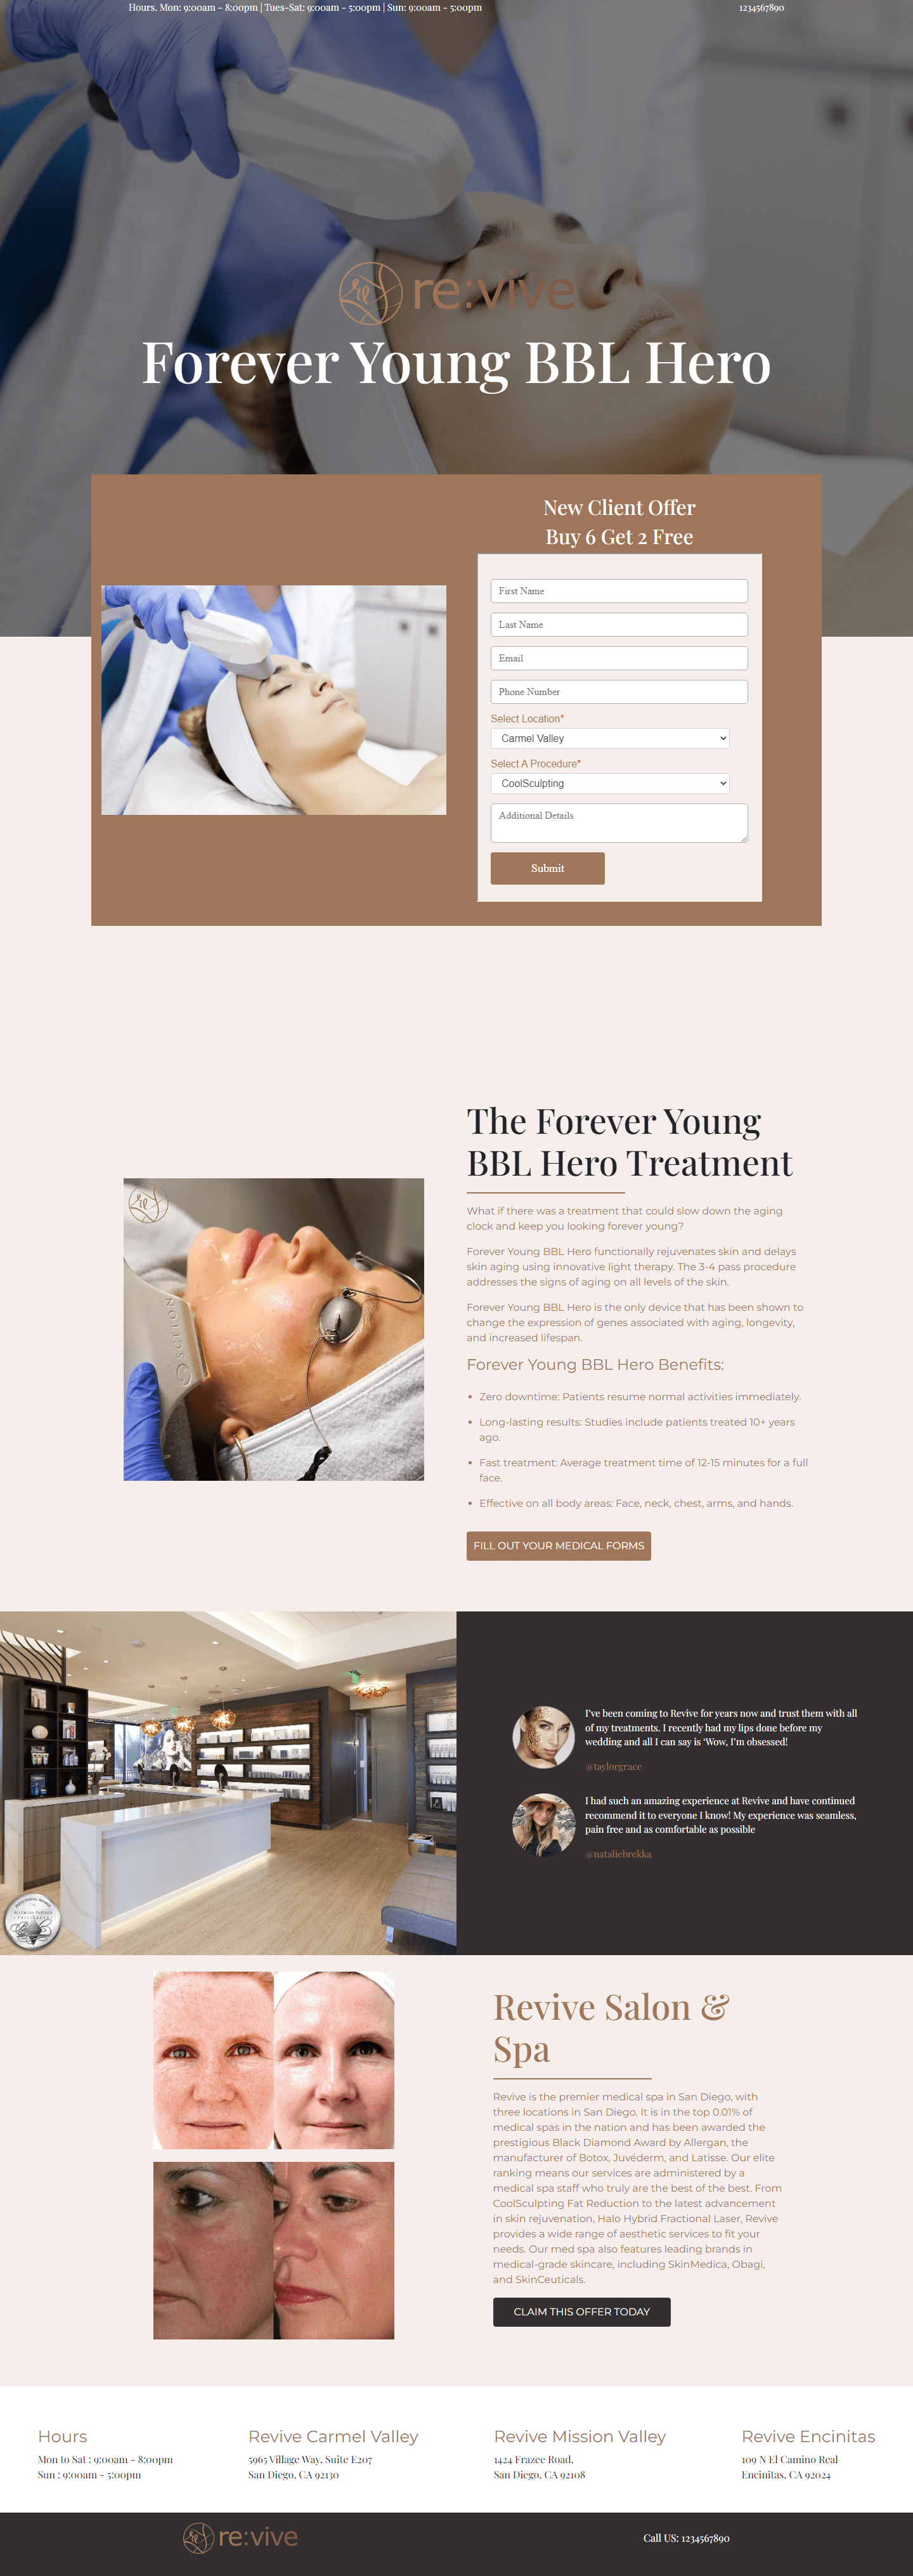 Hours. Mon: 9:00am - 8:00pm | Tues-Sat: 9:00am - 5:00pm | Sun: 9:00am - 5:00pm
1234567890
re:vive
Forever Young BBL Hero
New Client Offer
Buy 6 Get 2 Free
First Name
Last Name
Email
Phone Number
Select Location*
Carmel Valley
Select A Procedure*
CoolSculpting
Additional Details
Submit
The Forever Young
BBL Hero Treatment
What if there was a treatment that could slow down the aging
clock and keep you looking forever young?
Forever Young BBL Hero functionally rejuvenates skin and delays
skin aging using innovative light therapy. The 3-4 pass procedure
addresses the signs of aging on all levels of the skin.
Forever Young BBL Hero is the only device that has been shown to
change the expression of genes associated with aging, longevity,
and increased lifespan.
Forever Young BBL Hero Benefits:
Zero downtime: Patients resume normal activities immediately.
Long-lasting results: Studies include patients treated 10+ years
ago.
Fast treatment: Average treatment time of 12-15 minutes for a full
face.
Effective on all body areas: Face, neck, chest, arms, and hands.
FILL OUT YOUR MEDICAL FORMS
SCITON
I've been coming to Revive for years now and trust them with all
of my treatments. I recently had my lips done before my
wedding and all I can say is 'Wow, I'm obsessed!
@taylorgrace
I had such an amazing experience at Revive and have continued
recommend it to everyone I know! My experience was seamless,
pain free and as comfortable as possible
@nataliebrekka
Revive Salon &
Spa
Revive is the premier medical spa in San Diego, with
three locations in San Diego. It is in the top 0.01% of
medical spas in the nation and has been awarded the
prestigious Black Diamond Award by Allergan, the
manufacturer of Botox, Juvéderm, and Latisse. Our elite
ranking means our services are administered by a
medical spa staff who truly are the best of the best. From
CoolSculpting Fat Reduction to the latest advancement
in skin rejuvenation, Halo Hybrid Fractional Laser, Revive
provides a wide range of aesthetic services to fit your
needs. Our med spa also features leading brands in
medical-grade skincare, including SkinMedica, Obagi,
and SkinCeuticals.
CLAIM THIS OFFER TODAY
Hours
Mon to Sat : 9:00am - 8:00pm
Sun : 9:00am - 5:00pm
Revive Carmel Valley
5965 Village Way, Suite E207
San Diego, CA 92130
Revive Mission Valley
1424 Frazee Road,
San Diego, CA 92108
Revive Encinitas
109 N El Camino Real
Encinitas, CA 92024
re:vive
Call US: 1234567890